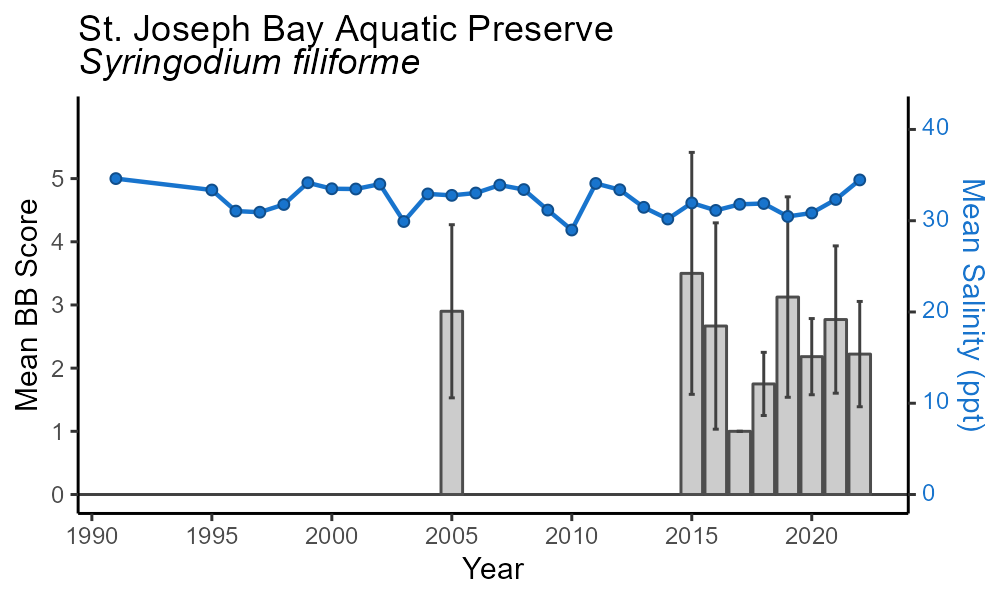 St. Joseph Bay Aquatic Preserve
Syringodium filiforme
Mean BB Score
5
4
3
2
1
0
40
30
20
10
0
Mean Salinity (ppt)
1990 1995 2000 2005 2010 2015 2020
Year